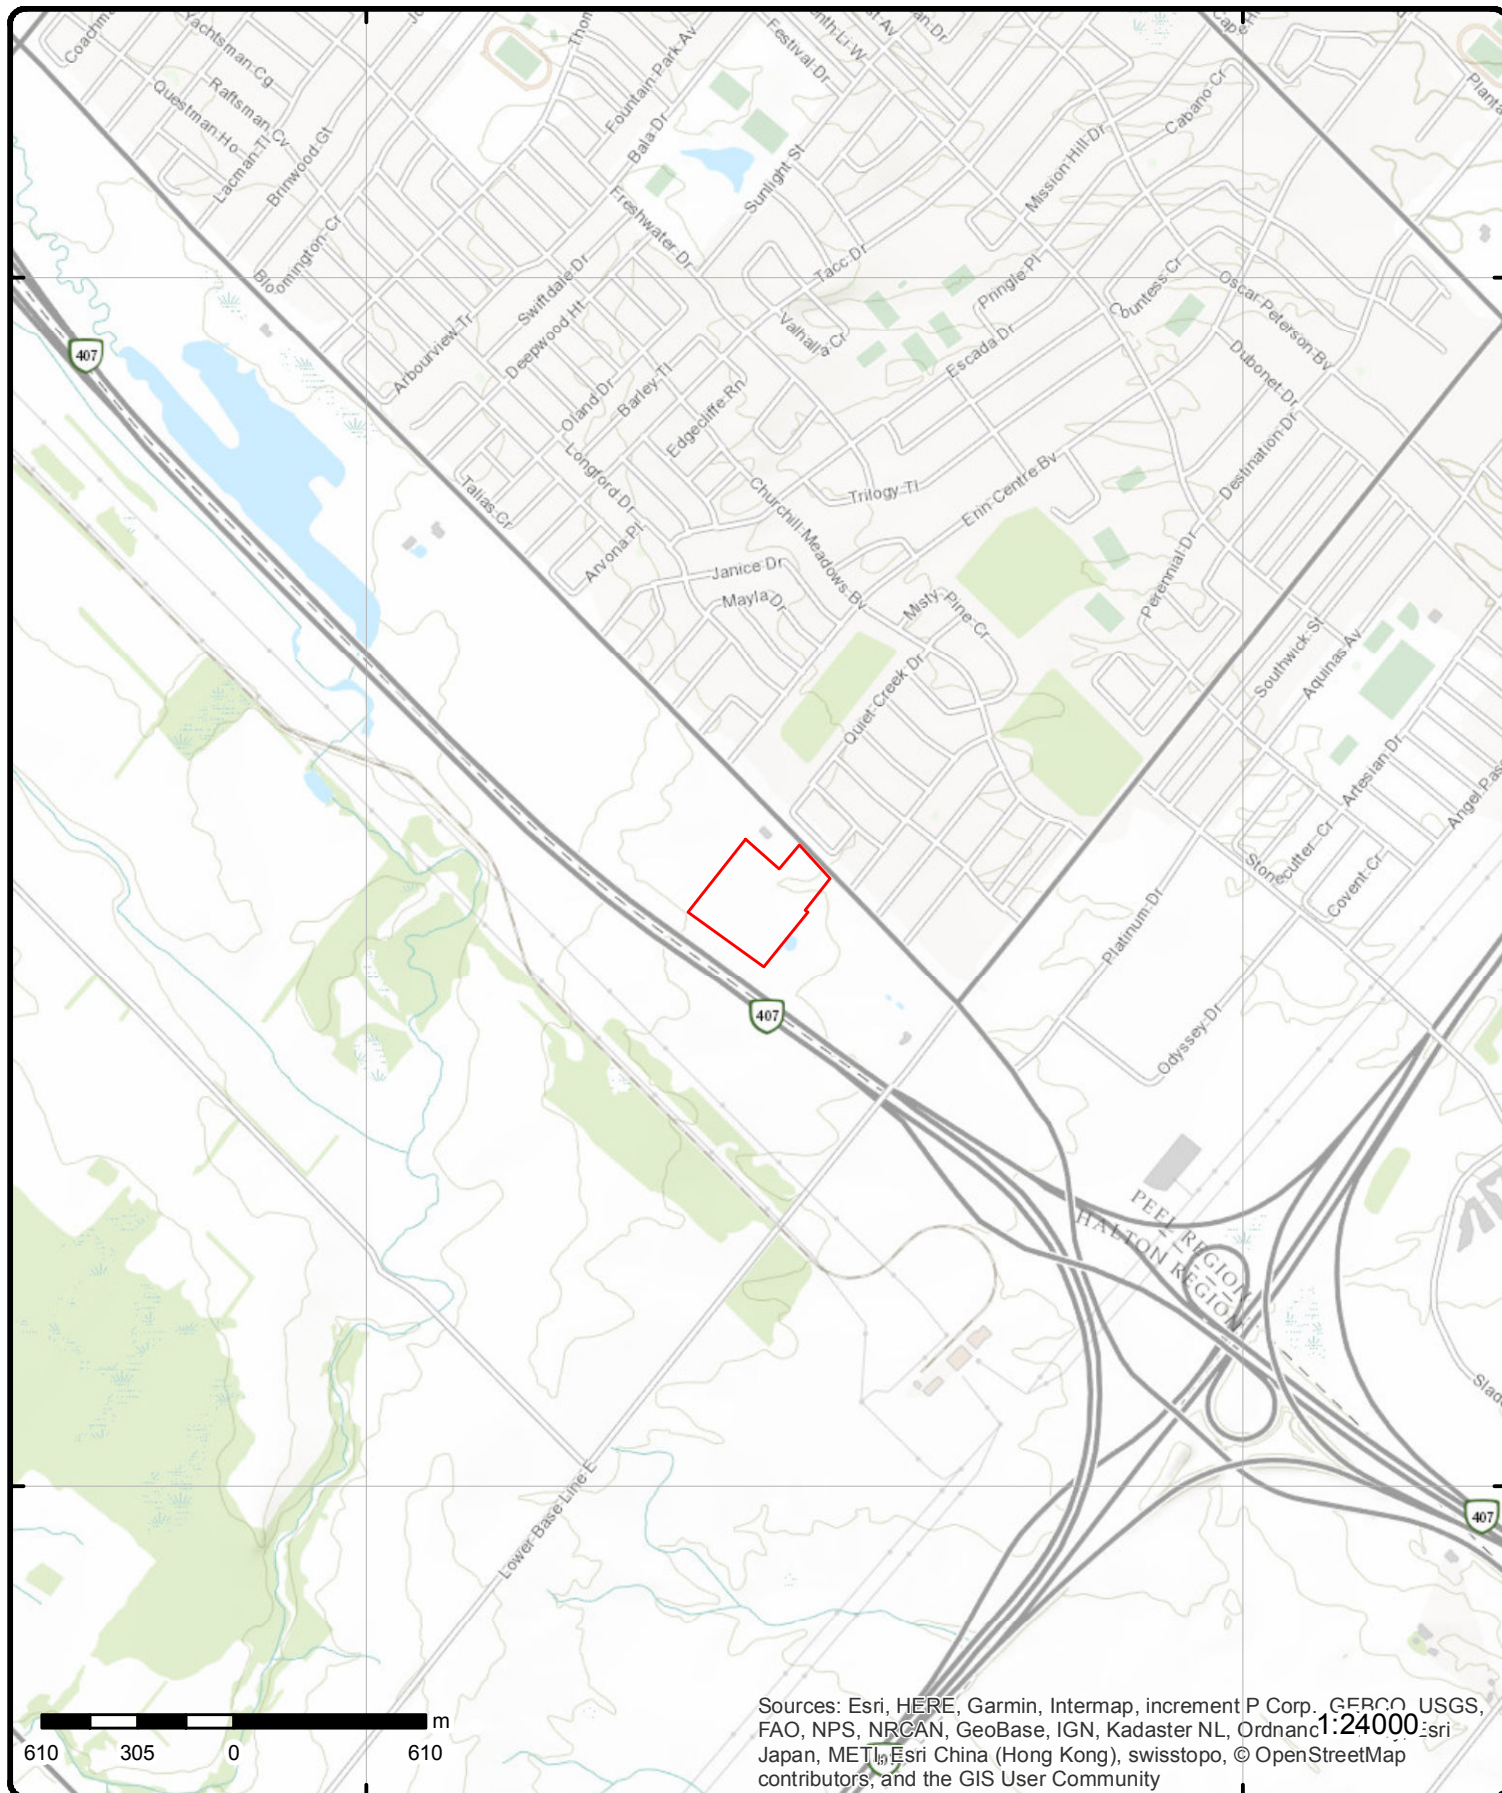 Yachtsman Cg
Festival Dr
Questman Ho
Raftsman Cv
Fountain Park Av
Lacman Tl
Brinwood Gt
Bala Dr
Cabano Cr
Mission Hill Dr
Sunlight St
Freshwater Dr
Bloomington Cr
Tacc Dr
Swiftdale Dr
Deepwood Ht
Pringle Pl
Countess Cr
Oscar Peterson Bv
Arbourview Tr
Valhalla Cr
Escada Dr
407
Dubonet Dr
Oland Dr
Barley Tl
Edgecliffe Rn
Destination Dr
Longford Dr
Talias Cr
Trilogy Tl
Erin Centre Bv
Churchill Meadows Bv
Arvona Pl
Janice Dr
Mayla Dr
Misty Pine Cr
Perennial Dr
Southwick St
Aquinas Av
Quiet Creek Dr
Artesian Dr
Angel Pass
Stonecutter Cr
Covent Cr
Platinum Dr
407
Odyssey Dr
PEEL REGION
HALTON REGION
Lower Base Line E
407
m
610 305 0 610
1:24000
Sources: Esri, HERE, Garmin, Intermap, increment P Corp., GEBCO, USGS,
FAO, NPS, NRCAN, GeoBase, IGN, Kadaster NL, Ordnanc Esri
Japan, METI, Esri China (Hong Kong), swisstopo, © OpenStreetMap
contributors, and the GIS User Community